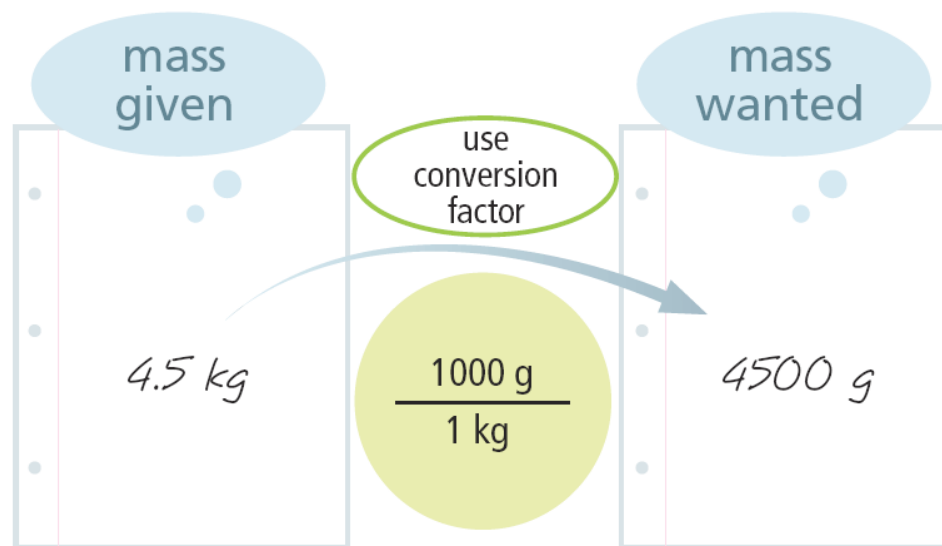 mass
given
mass
wanted
use
conversion
factor
4.5 kg
1000 g
1 kg
4500 g